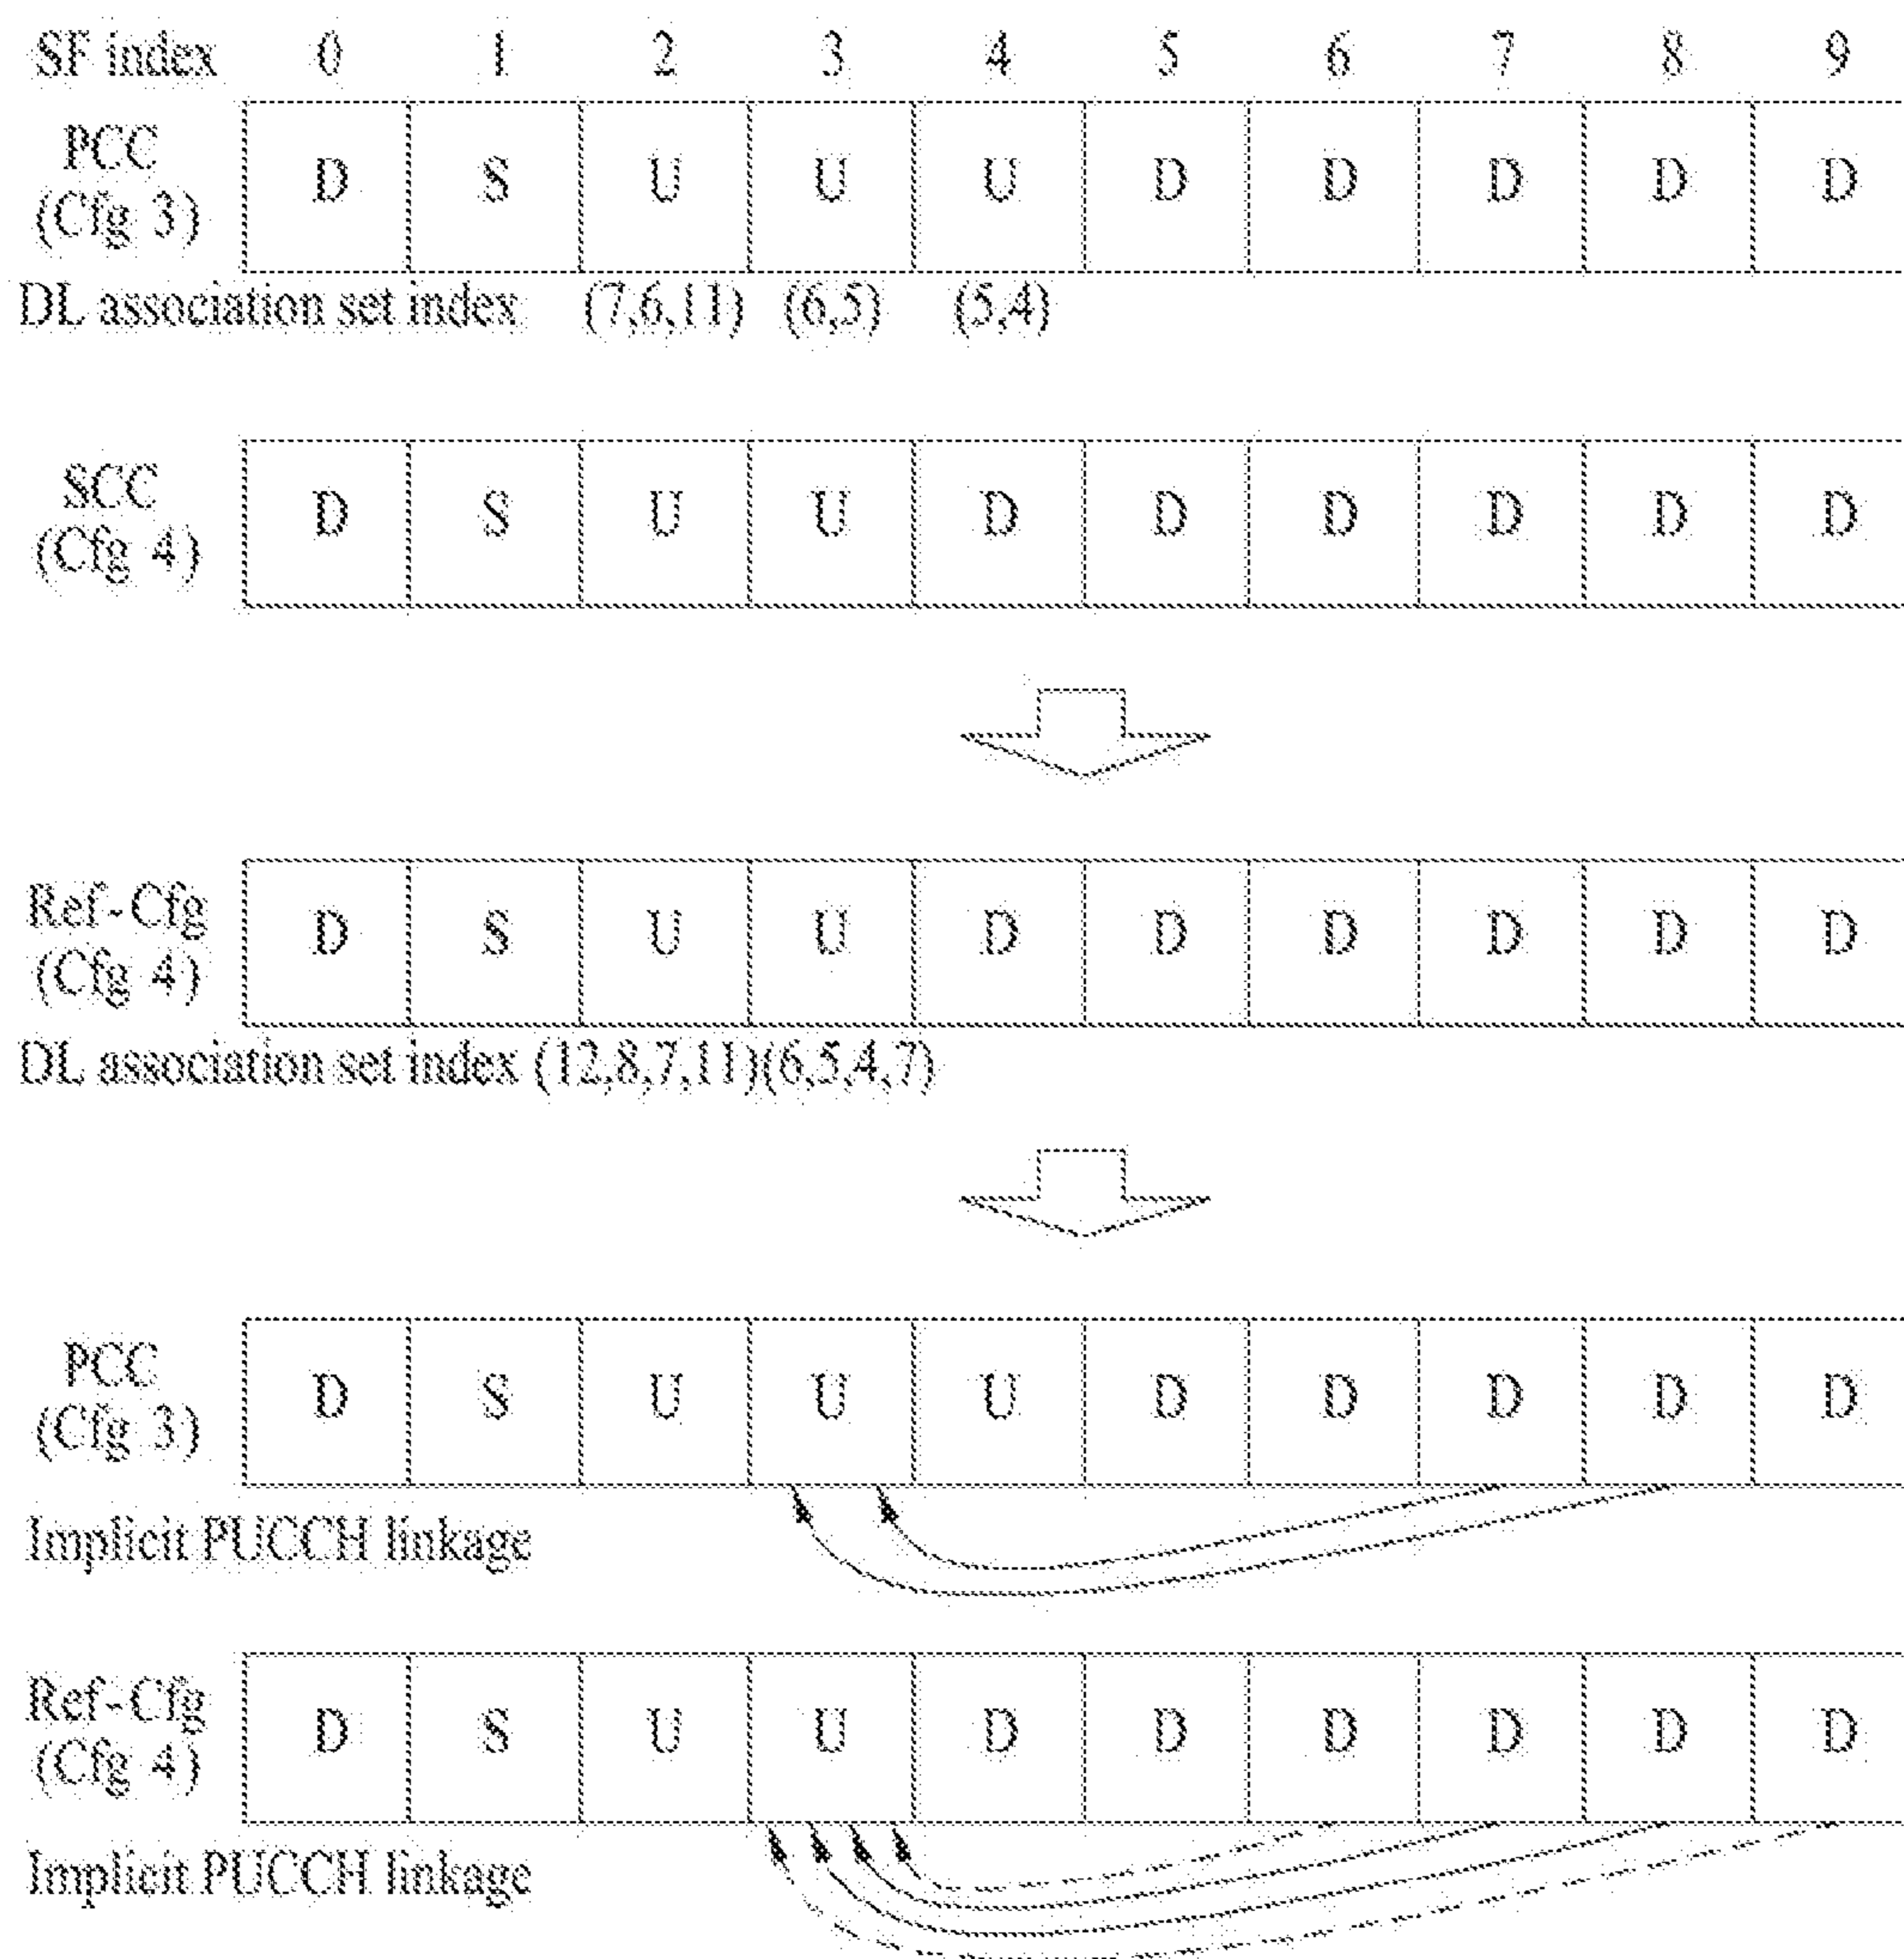 SF index 0 1 2 3 4 5 6 7 8 9
PCC
(Cfg 3)
D S U U U D D D D D
DL association set index (7,6,11) (6,5) (5,4)
SCC
(Cfg 4)
D S U U D D D D D D
Ref-Cfg
(Cfg 4)
D S U U D D D D D D
DL association set index (12,8,7,11)(6,5,4,7)
PCC
(Cfg 3)
D S U U U D D D D D
Implicit PUCCH linkage
Ref-Cfg
(Cfg 4)
D S U U D D D D D D
Implicit PUCCH linkage